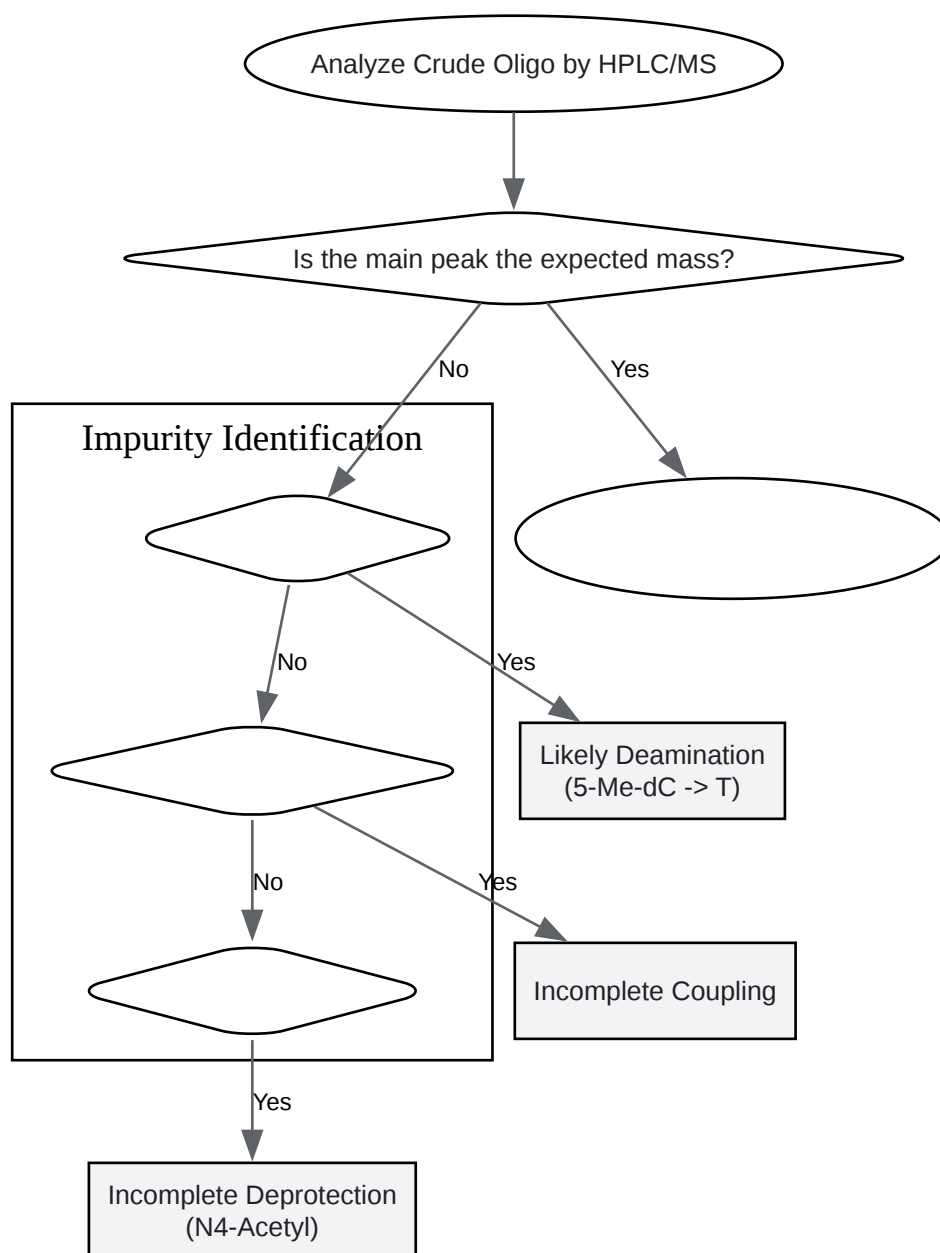 Analyze Crude Oligo by HPLC/MS
Is the main peak the expected mass?
No
Yes
Impurity Identification
No
Yes
Likely Deamination
(5-Me-dC -> T)
No
Yes
Incomplete Coupling
Yes
Incomplete Deprotection
(N4-Acetyl)